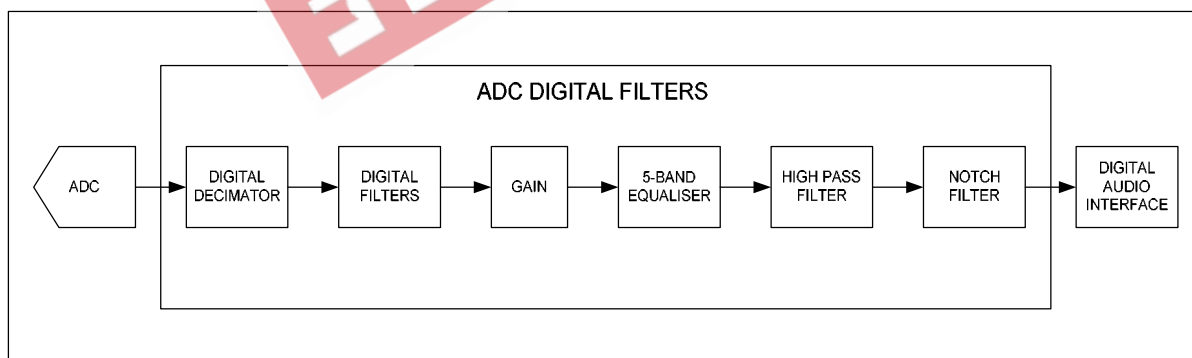 ADC DIGITAL FILTERS
ADC
DIGITAL
DECIMATOR
DIGITAL
FILTERS
GAIN
5-BAND
EQUALISER
HIGH PASS
FILTER
NOTCH
FILTER
DIGITAL
AUDIO
INTERFACE